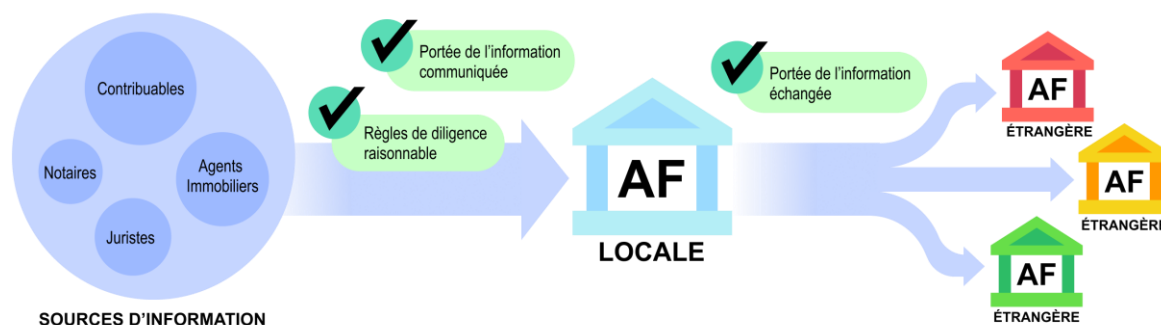 Contribuables
Notaires
Agents
Immobiliers
Juristes
SOURCES D'INFORMATION
Portée de l'information
communiquée
Règles de diligence
raisonnable
AF
LOCALE
Portée de l'information
échangée
AF
ÉTRANGÈRE
AF
ÉTRANGÈRE
AF
ÉTRANGÈRE